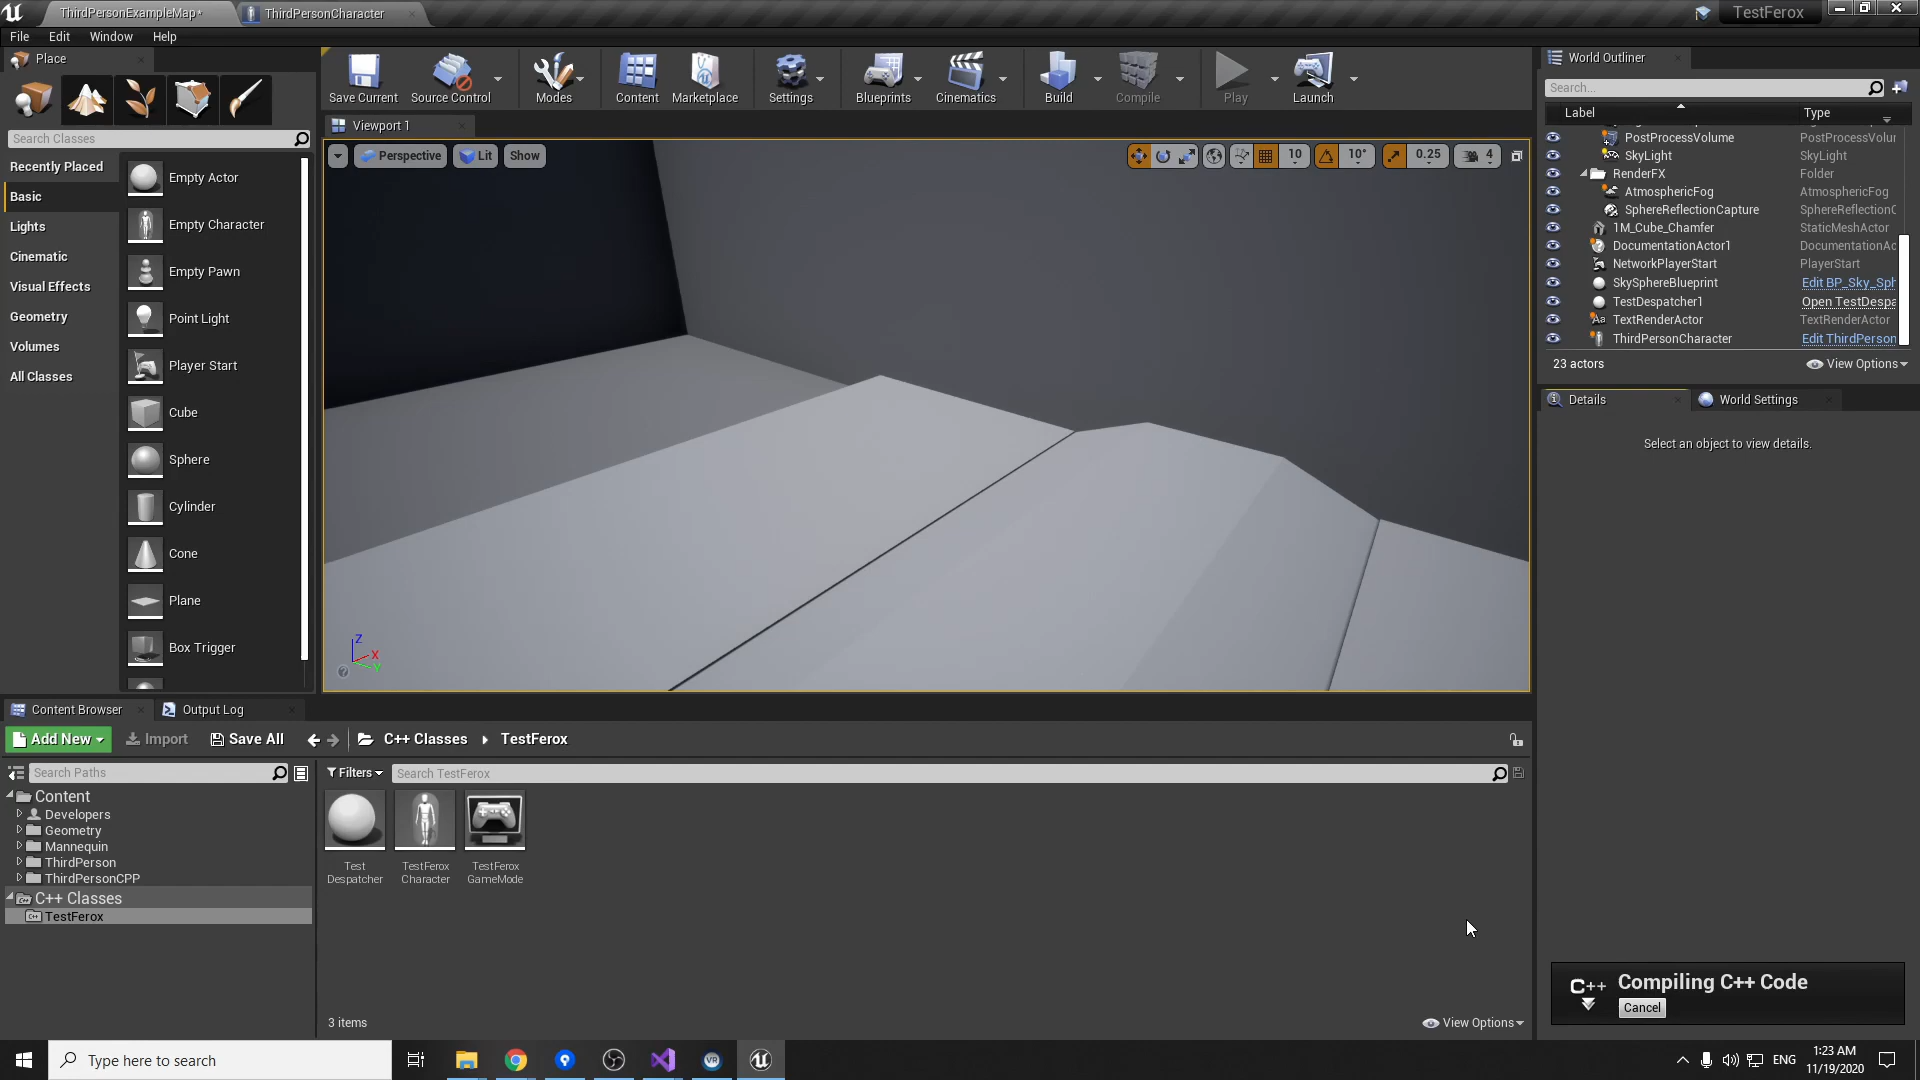 ThirdPersonExampleMap*
ThirdPersonCharacter
TestFerox
File Edit Window Help
Place
Search Classes
Recently Placed
Basic
Lights
Cinematic
Visual Effects
Geometry
Volumes
All Classes
Empty Actor
Empty Character
Empty Pawn
Point Light
Player Start
Cube
Sphere
Cylinder
Cone
Plane
Box Trigger
Save Current
Source Control
Modes
Content
Marketplace
Settings
Blueprints
Cinematics
Build
Compile
Play
Launch
Viewport 1
Perspective
Lit
Show
10
10°
0.25
4
Z
X
Y
World Outliner
Search...
Label Type
PostProcessVolume PostProcessVolur
SkyLight SkyLight
RenderFX Folder
AtmosphericFog AtmosphericFog
SphereReflectionCapture SphereReflectionC
1M_Cube_Chamfer StaticMeshActor
DocumentationActor1 DocumentationAc
NetworkPlayerStart PlayerStart
SkySphereBlueprint Edit BP_Sky_Sph
TestDespatcher1 Open TestDespa
TextRenderActor TextRenderActor
ThirdPersonCharacter Edit ThirdPerson
23 actors
View Options
Details
World Settings
Select an object to view details.
Content Browser
Output Log
Add New
Import
Save All
C++ Classes
TestFerox
Search Paths
Filters
Search TestFerox
Content
Developers
Geometry
Mannequin
ThirdPerson
ThirdPersonCPP
C++ Classes
TestFerox
Test
Despatcher
TestFerox
Character
TestFerox
GameMode
3 items
View Options
C++
Compiling C++ Code
Cancel
Type here to search
VR
ENG
1:23 AM
11/19/2020